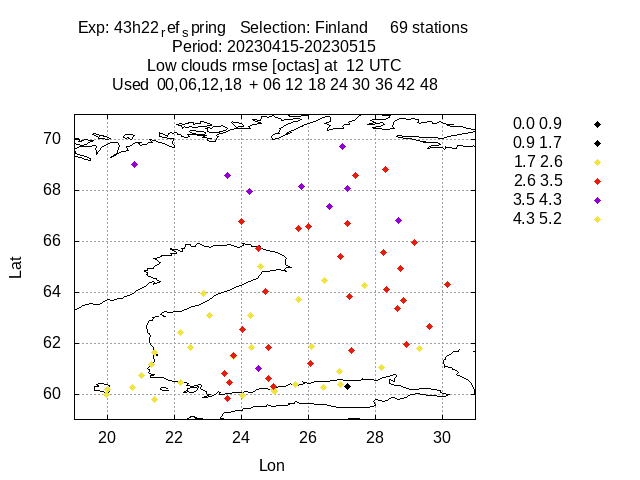 Exp: 43h22ref_spring Selection: Finland 69 stations
Period: 20230415-20230515
Low clouds rmse [octas] at 12 UTC
Used 00,06,12,18 + 06 12 18 24 30 36 42 48
0.0 0.9
0.9 1.7
1.7 2.6
2.6 3.5
3.5 4.3
4.3 5.2
70
68
66
64
62
60
Lat
20 22 24 26 28 30
Lon